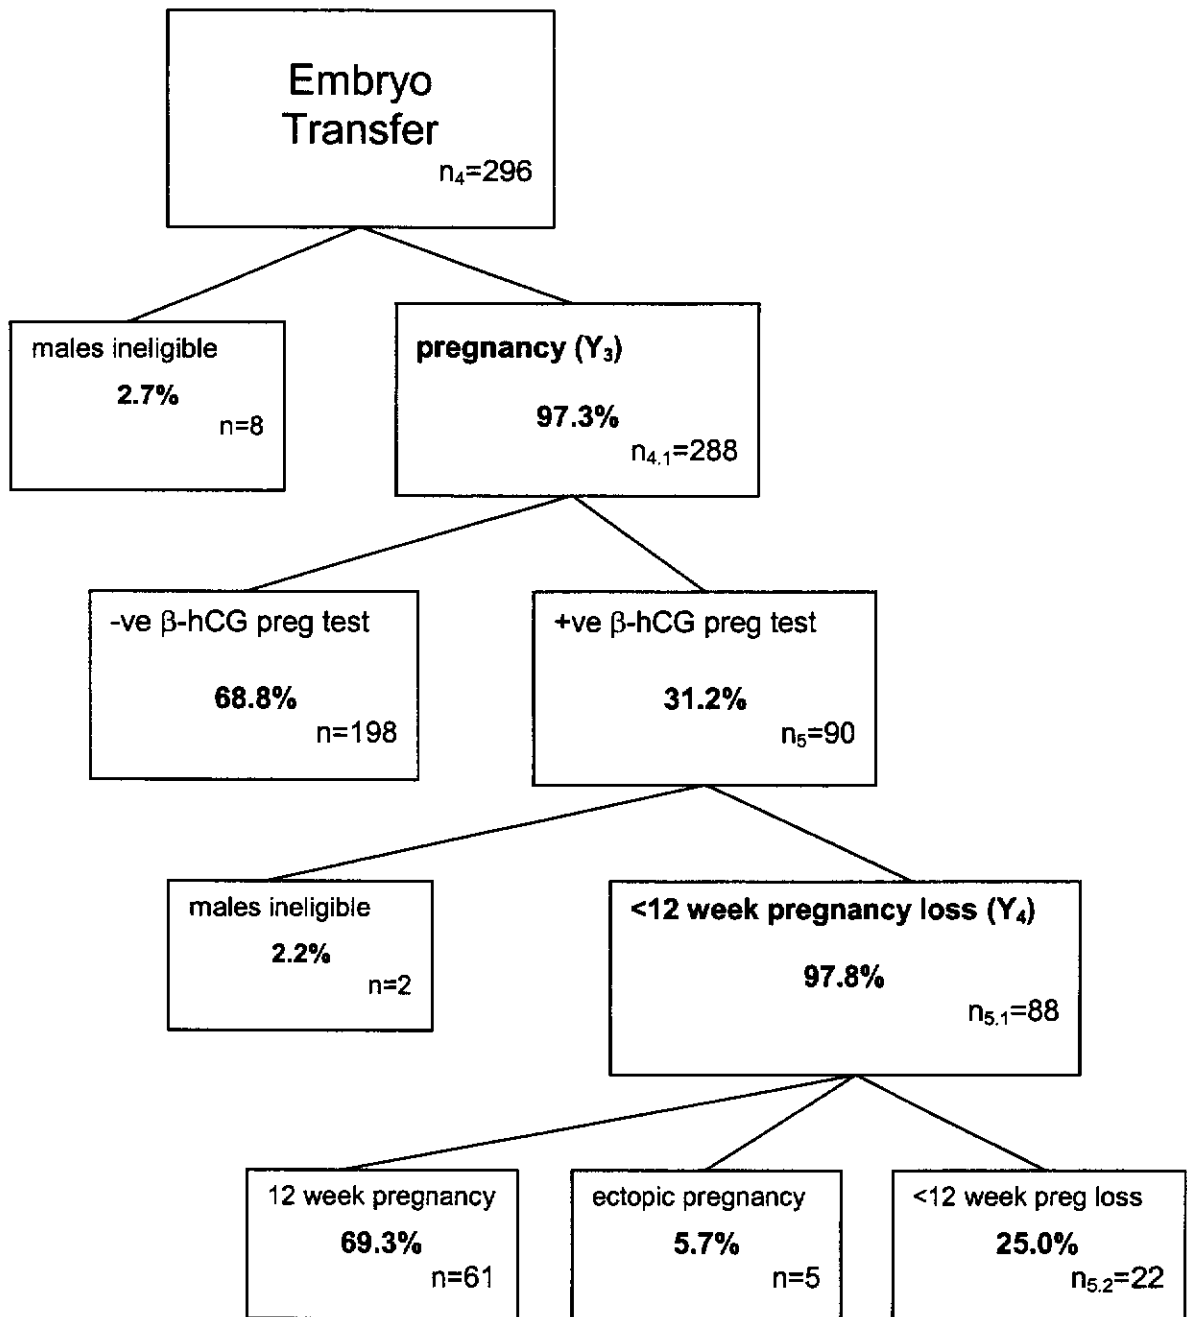 Embryo
Transfer
n₄=296
males ineligible
2.7%
n=8
pregnancy (Y₃)
97.3%
n₄.₁=288
-ve β-hCG preg test
68.8%
n=198
+ve β-hCG preg test
31.2%
n₅=90
males ineligible
2.2%
n=2
<12 week pregnancy loss (Y₄)
97.8%
n₅.₁=88
12 week pregnancy
69.3%
n=61
ectopic pregnancy
5.7%
n=5
<12 week preg loss
25.0%
n₅.₂=22